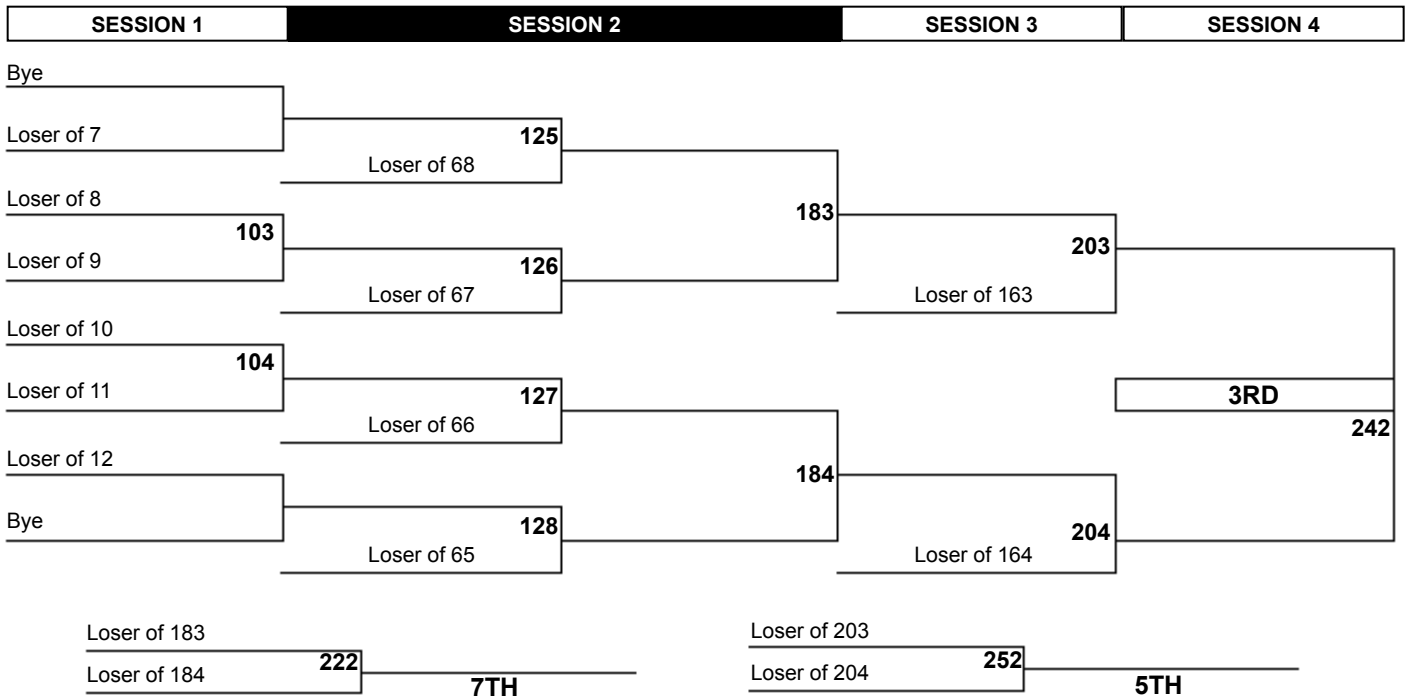 SESSION 1 SESSION 2 SESSION 3 SESSION 4
Bye
Loser of 7
125
Loser of 68
Loser of 8
183
103
203
Loser of 9
126
Loser of 67
Loser of 163
Loser of 10
104
Loser of 11
127
3RD
Loser of 66
242
Loser of 12
184
Bye
128
204
Loser of 65
Loser of 164
Loser of 183
222
Loser of 184
7TH
Loser of 203
252
Loser of 204
5TH